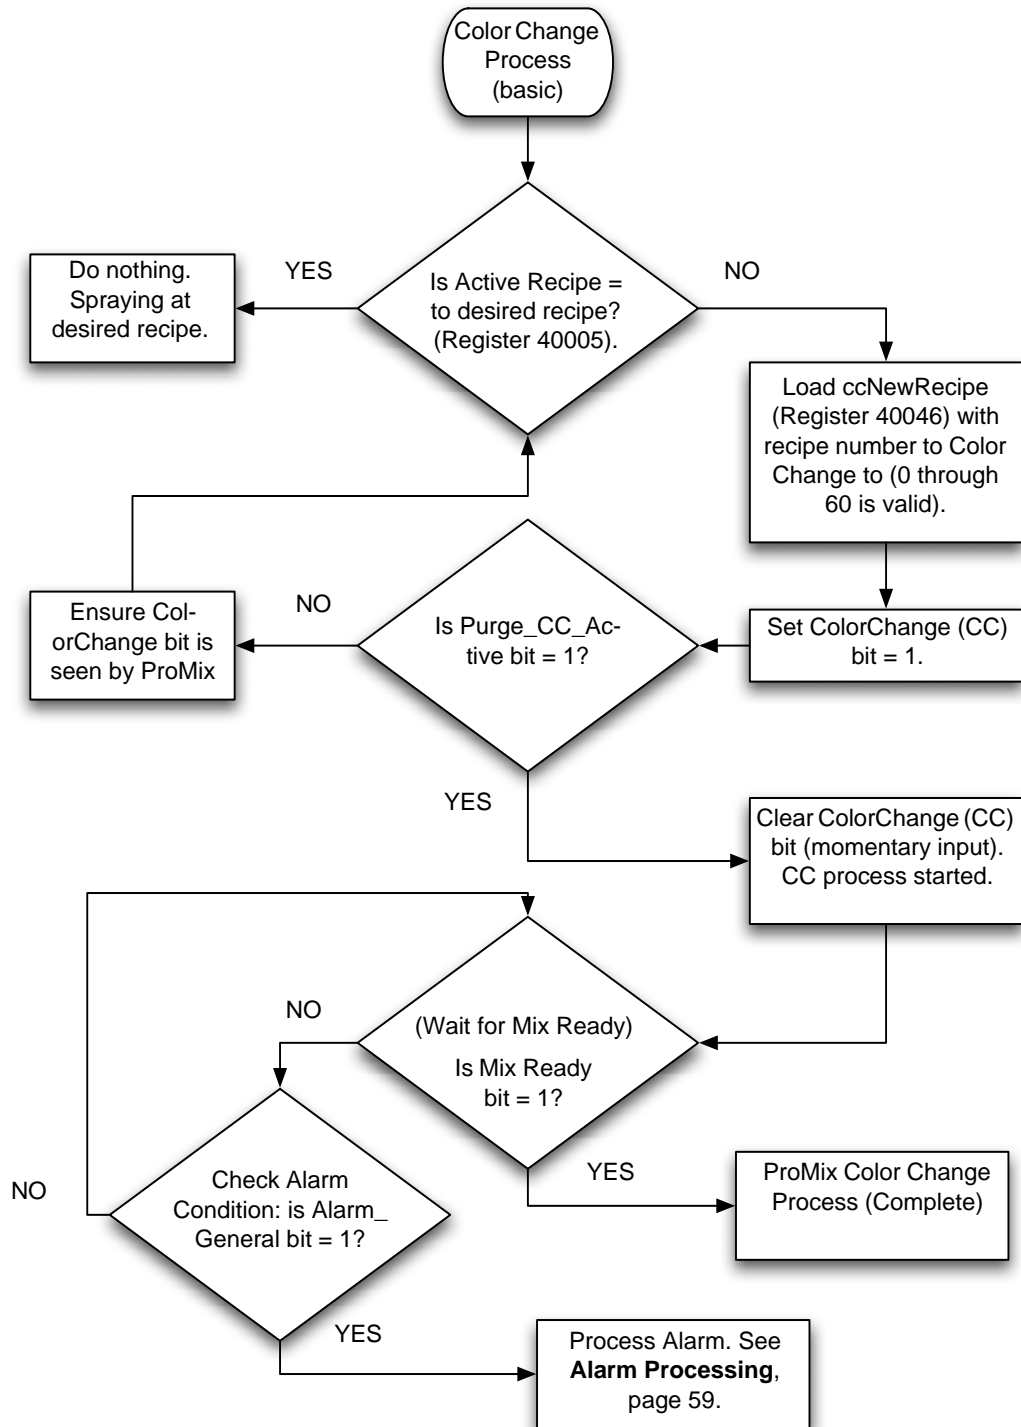 Color Change
Process
(basic)
Is Active Recipe =
to desired recipe?
(Register 40005).
YES
Do nothing.
Spraying at
desired recipe.
NO
Load ccNewRecipe
(Register 40046) with
recipe number to Color
Change to (0 through
60 is valid).
Set ColorChange (CC)
bit = 1.
Is Purge_CC_Ac-
tive bit = 1?
NO
Ensure Col-
orChange bit is
seen by ProMix
YES
Clear ColorChange (CC)
bit (momentary input).
CC process started.
(Wait for Mix Ready)
Is Mix Ready
bit = 1?
NO
YES
ProMix Color Change
Process (Complete)
Check Alarm
Condition: is Alarm_
General bit = 1?
NO
YES
Process Alarm. See
Alarm Processing,
page 59.